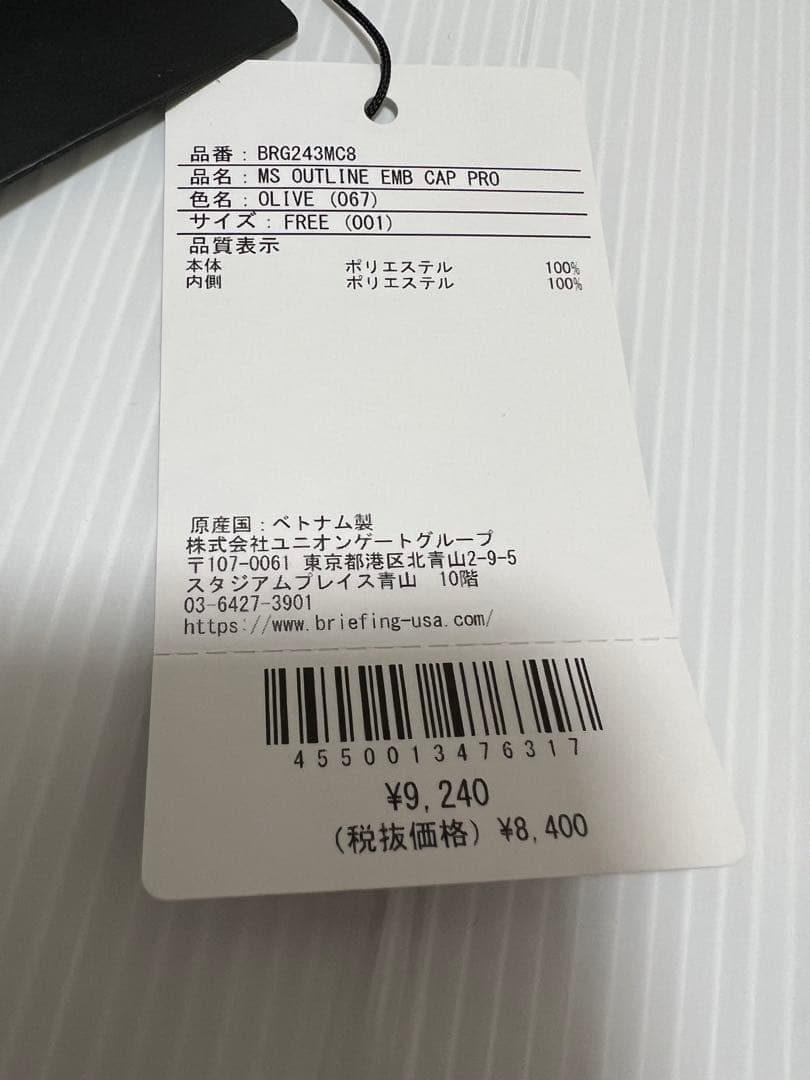 品番：BRG243MC8
品名：MS OUTLINE EMB CAP PRO
色名：OLIVE (067)
サイズ：FREE (001)
品質表示
本体 ポリエステル 100%
内側 ポリエステル 100%
原産国：ベトナム製
株式会社ユニオンゲートグループ
〒107-0061 東京都港区北青山2-9-5
スタジアムプレイス青山 10階
03-6427-3901
https://www.briefing-usa.com/
4550013476317
¥9,240
(税抜価格) ¥8,400